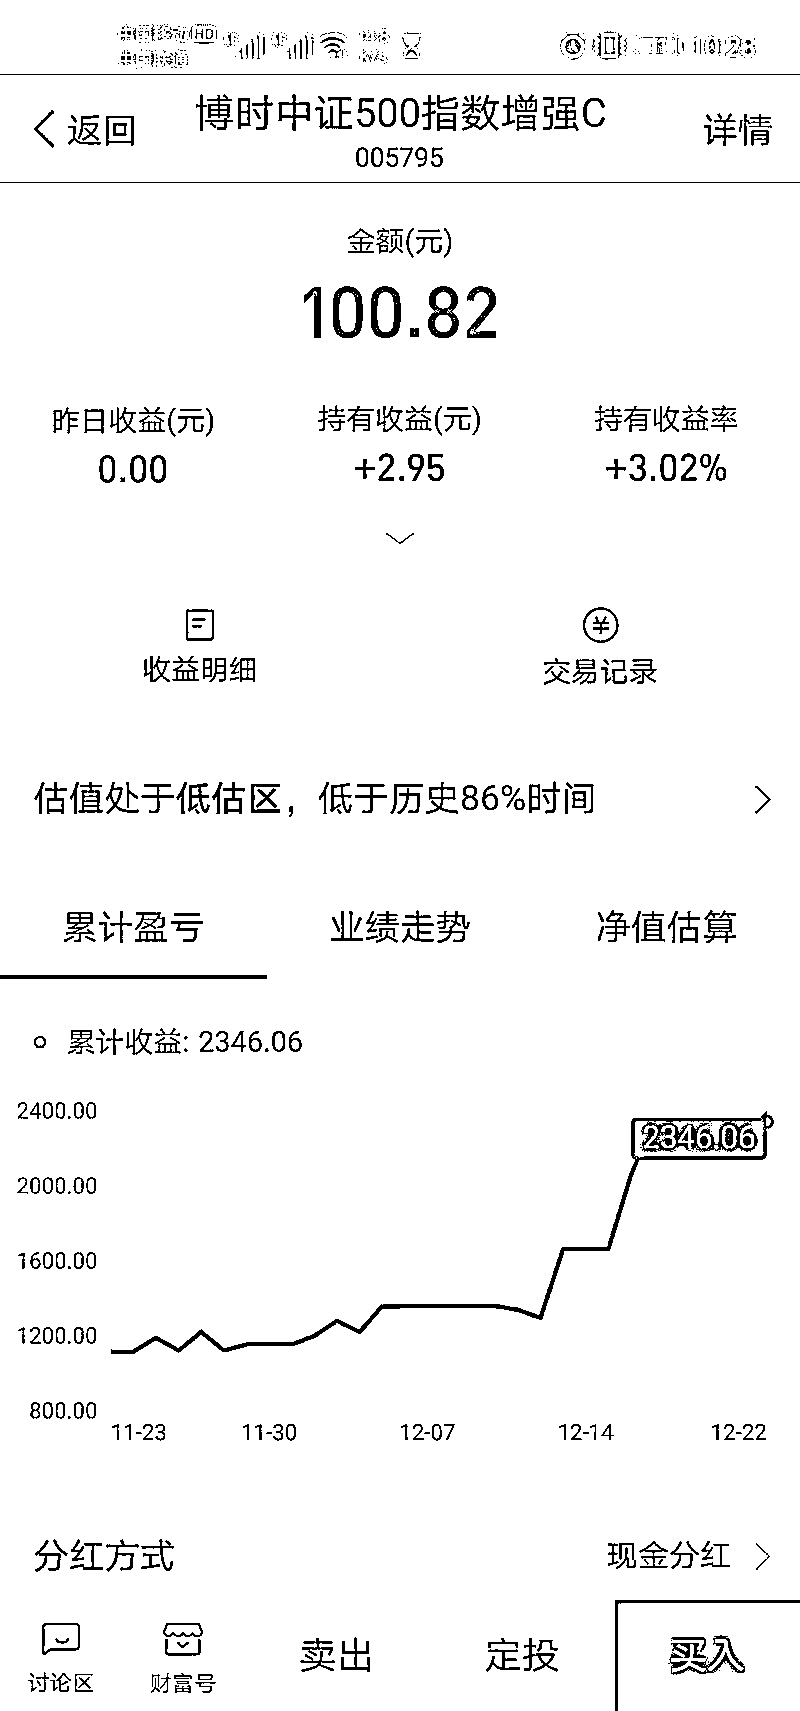 HD
10:28
返回
博时中证500指数增强C
详情
005795
金额(元)
100.82
昨日收益(元) 持有收益(元) 持有收益率
0.00 +2.95 +3.02%
收益明细 交易记录
估值处于低估区，低于历史86%时间
累计盈亏 业绩走势 净值估算
累计收益: 2346.06
2400.00
2346.06
2000.00
1600.00
1200.00
800.00
11-23 11-30 12-07 12-14 12-22
分红方式 现金分红
讨论区 财富号 卖出 定投 买入